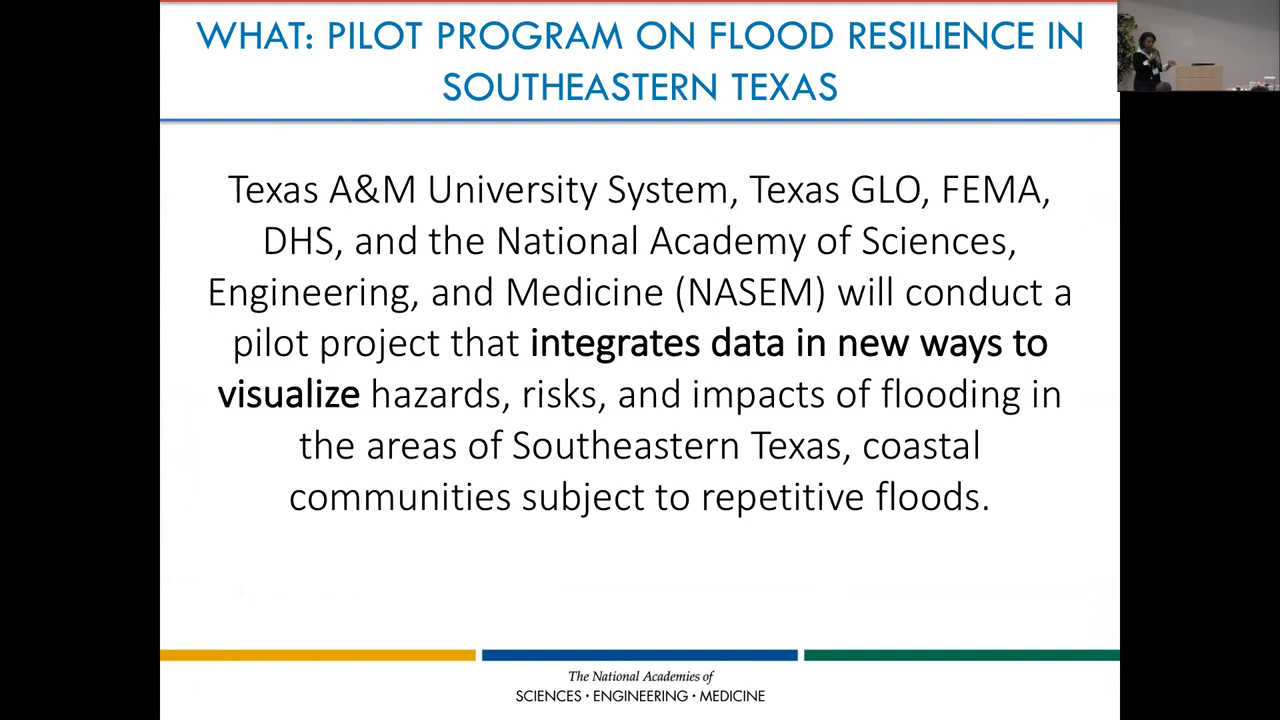 WHAT: PILOT PROGRAM ON FLOOD RESILIENCE IN
SOUTHEASTERN TEXAS
Texas A&M University System, Texas GLO, FEMA,
DHS, and the National Academy of Sciences,
Engineering, and Medicine (NASEM) will conduct a
pilot project that integrates data in new ways to
visualize hazards, risks, and impacts of flooding in
the areas of Southeastern Texas, coastal
communities subject to repetitive floods.
The National Academies of
SCIENCES · ENGINEERING · MEDICINE